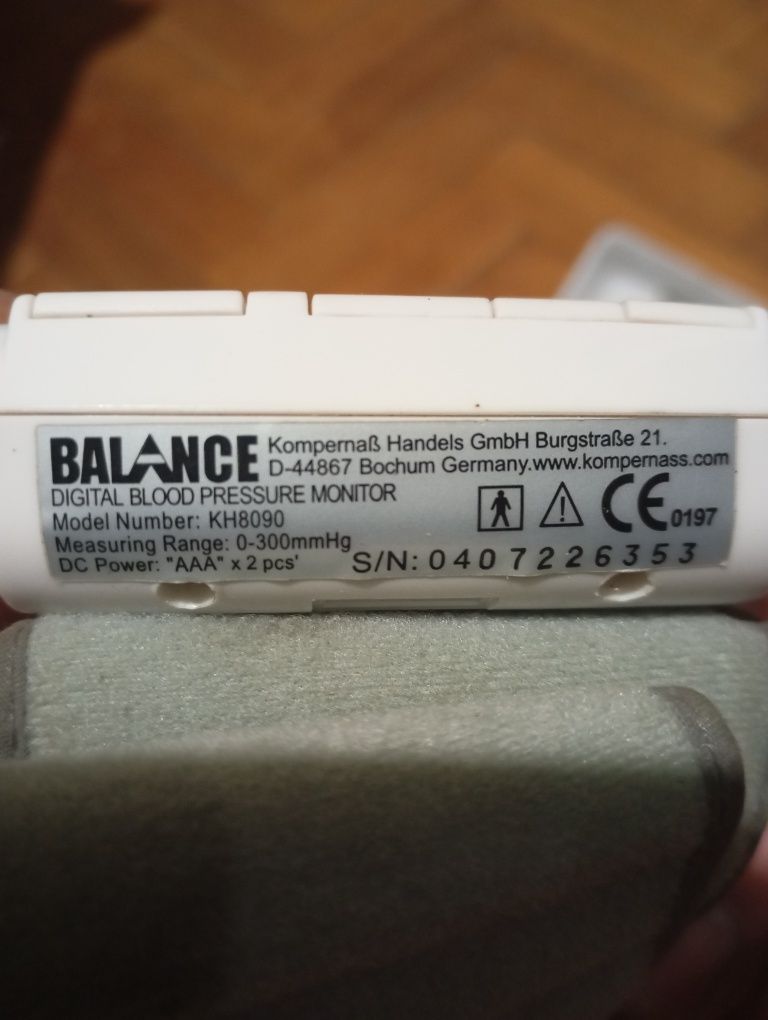 BALANCE
Kompernaß Handels GmbH Burgstraße 21.
D-44867 Bochum Germany.www.kompernass.com
DIGITAL BLOOD PRESSURE MONITOR
Model Number: KH8090
Measuring Range: 0-300mmHg
DC Power: "AAA" x 2 pcs'
CE 0197
S/N: 0407226353